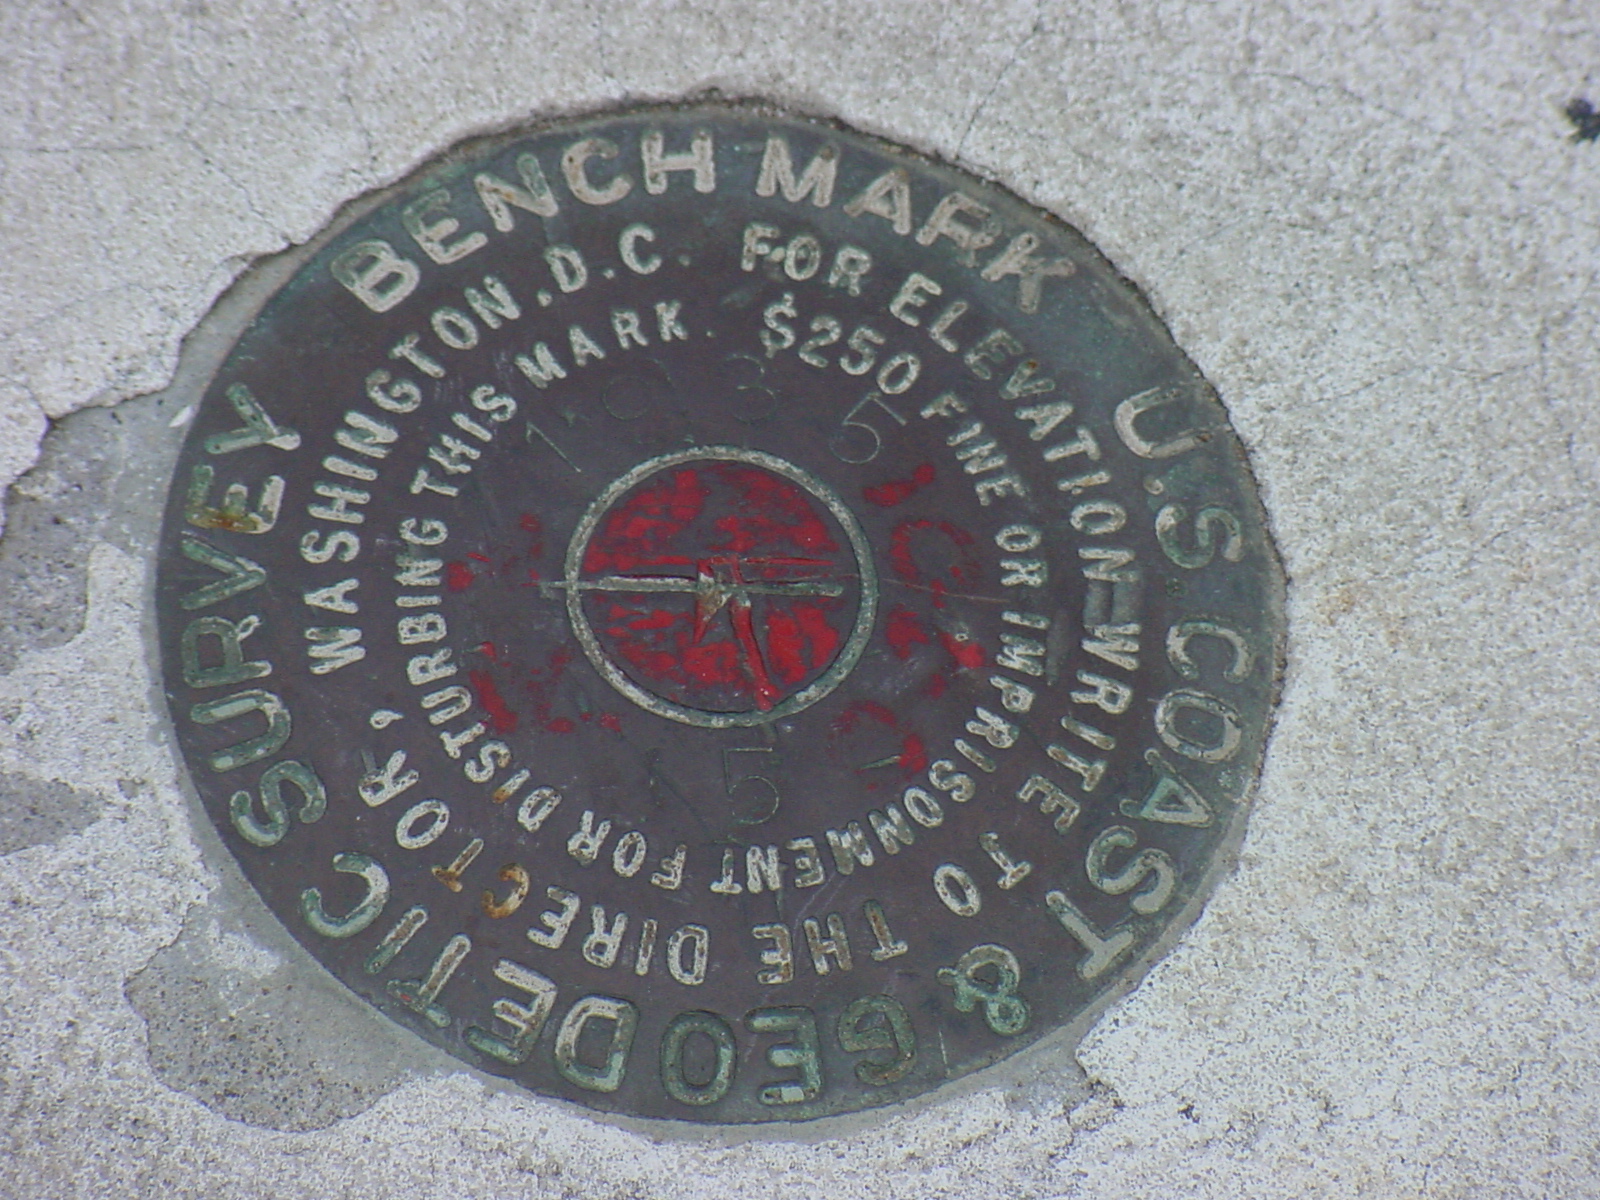 U.S. COAST & GEODETIC SURVEY
BENCH MARK
FOR ELEVATION-WRITE TO THE DIRECTOR, WASHINGTON, D.C.
$250 FINE OR IMPRISONMENT FOR DISTURBING THIS MARK.